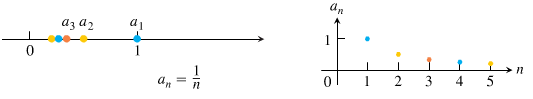 a₃ a₂ a₁
0 1
aₙ = 1/n
aₙ
1
0 1 2 3 4 5 n